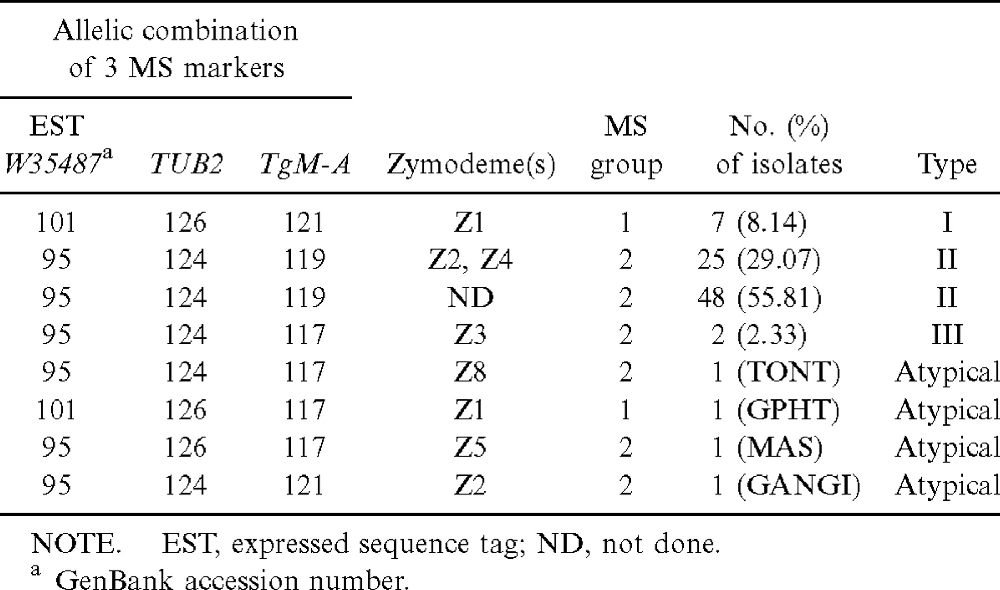 Allelic combination
of 3 MS markers
EST MS No. (%)
W35487a TUB2 TgM-A Zymodeme(s) group of isolates Type
101 126 121 Z1 1 7 (8.14) I
95 124 119 Z2, Z4 2 25 (29.07) II
95 124 119 ND 2 48 (55.81) II
95 124 117 Z3 2 2 (2.33) III
95 124 117 Z8 2 1 (TONT) Atypical
101 126 117 Z1 1 1 (GPHT) Atypical
95 126 117 Z5 2 1 (MAS) Atypical
95 124 121 Z2 2 1 (GANGI) Atypical
NOTE. EST, expressed sequence tag; ND, not done.
a GenBank accession number.